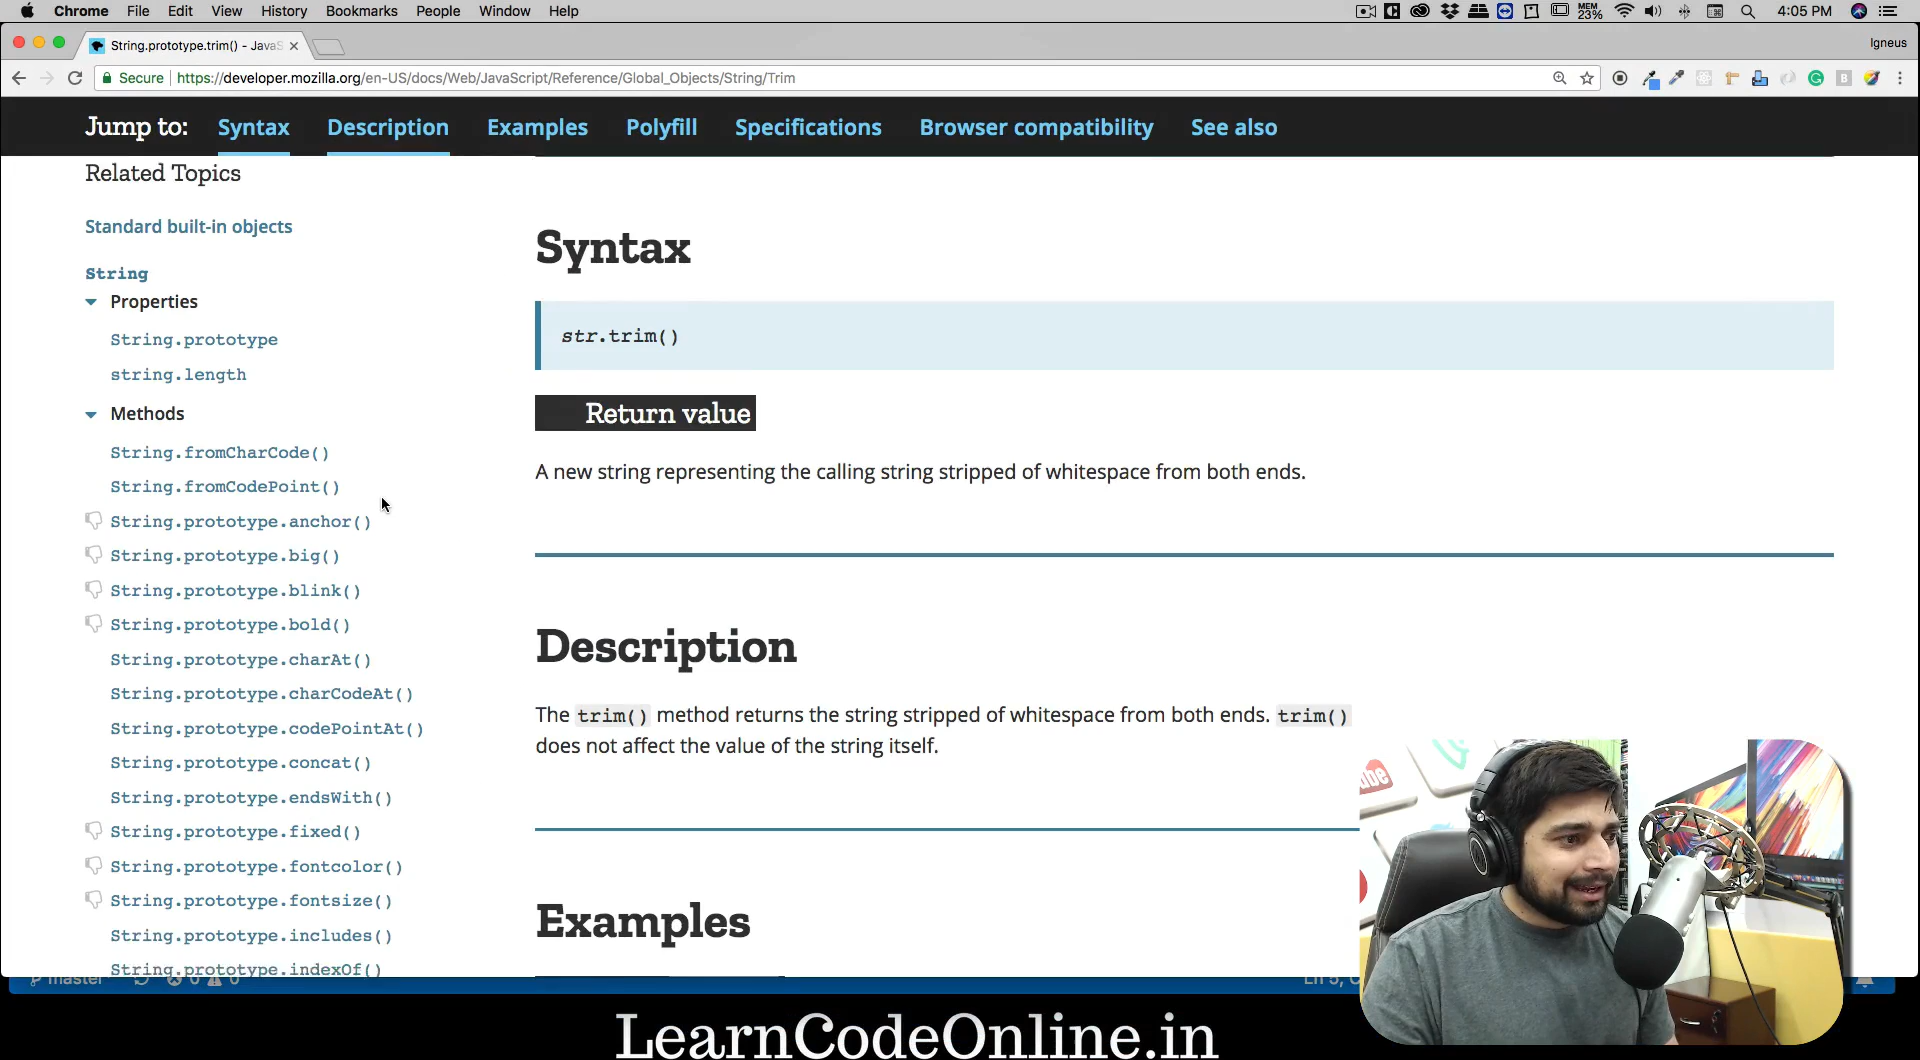 Chrome File Edit View History Bookmarks People Window Help
MEM 23% 4:05 PM
String.prototype.trim() - JavaS
Igneus
Secure https://developer.mozilla.org/en-US/docs/Web/JavaScript/Reference/Global_Objects/String/Trim
Jump to: Syntax Description Examples Polyfill Specifications Browser compatibility See also
Related Topics
Standard built-in objects
String
Properties
String.prototype
string.length
Methods
String.fromCharCode()
String.fromCodePoint()
String.prototype.anchor()
String.prototype.big()
String.prototype.blink()
String.prototype.bold()
String.prototype.charAt()
String.prototype.charCodeAt()
String.prototype.codePointAt()
String.prototype.concat()
String.prototype.endsWith()
String.prototype.fixed()
String.prototype.fontcolor()
String.prototype.fontsize()
String.prototype.includes()
String.prototype.indexOf()
Syntax
str.trim()
Return value
A new string representing the calling string stripped of whitespace from both ends.
Description
The trim() method returns the string stripped of whitespace from both ends. trim()
does not affect the value of the string itself.
Examples
master 0 0
Ln 5,
LearnCodeOnline.in